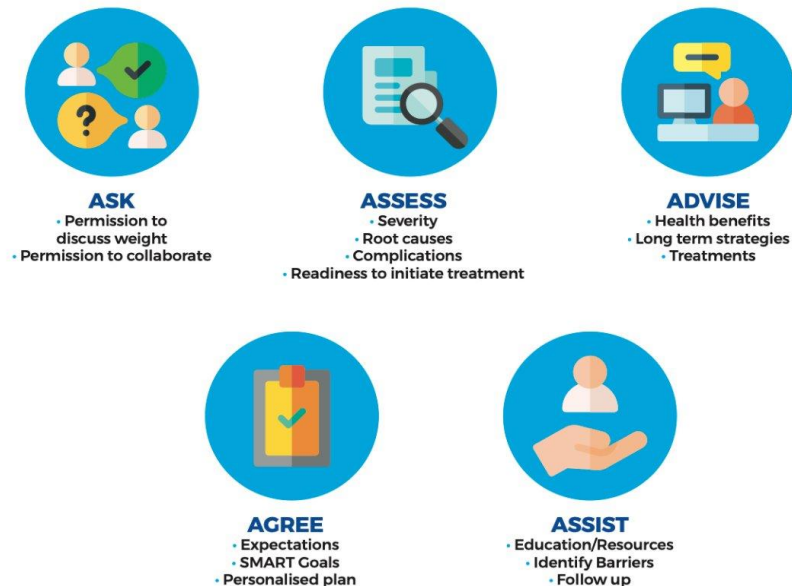 ?
ASK
• Permission to
discuss weight
• Permission to collaborate
ASSESS
• Severity
• Root causes
• Complications
• Readiness to initiate treatment
ADVISE
• Health benefits
• Long term strategies
• Treatments
AGREE
• Expectations
• SMART Goals
• Personalised plan
ASSIST
• Education/Resources
• Identify Barriers
• Follow up